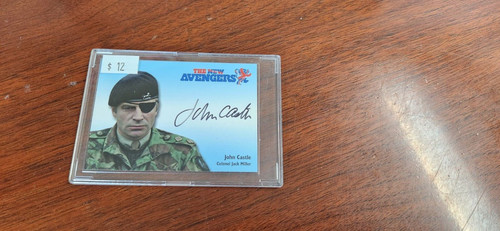 $ 12
THE NEW
AVENGERS
John Castle
John Castle
Colonel Jack Miller